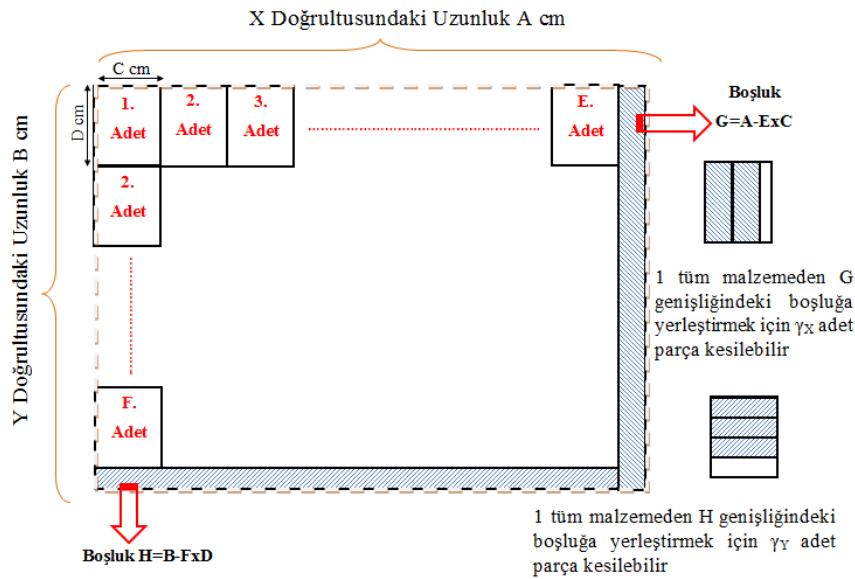 X Doğrultusundaki Uzunluk A cm
C cm
D cm
1.
Adet
2.
Adet
3.
Adet
E.
Adet
Boşluk
G=A-ExC
2.
Adet
Y Doğrultusundaki Uzunluk B cm
1 tüm malzemeden G
genişliğindeki boşluğa
yerleştirmek için γX adet
parça kesilebilir
F.
Adet
1 tüm malzemeden H genişliğindeki
boşluğa yerleştirmek için γY adet
parça kesilebilir
Boşluk H=B-FxD